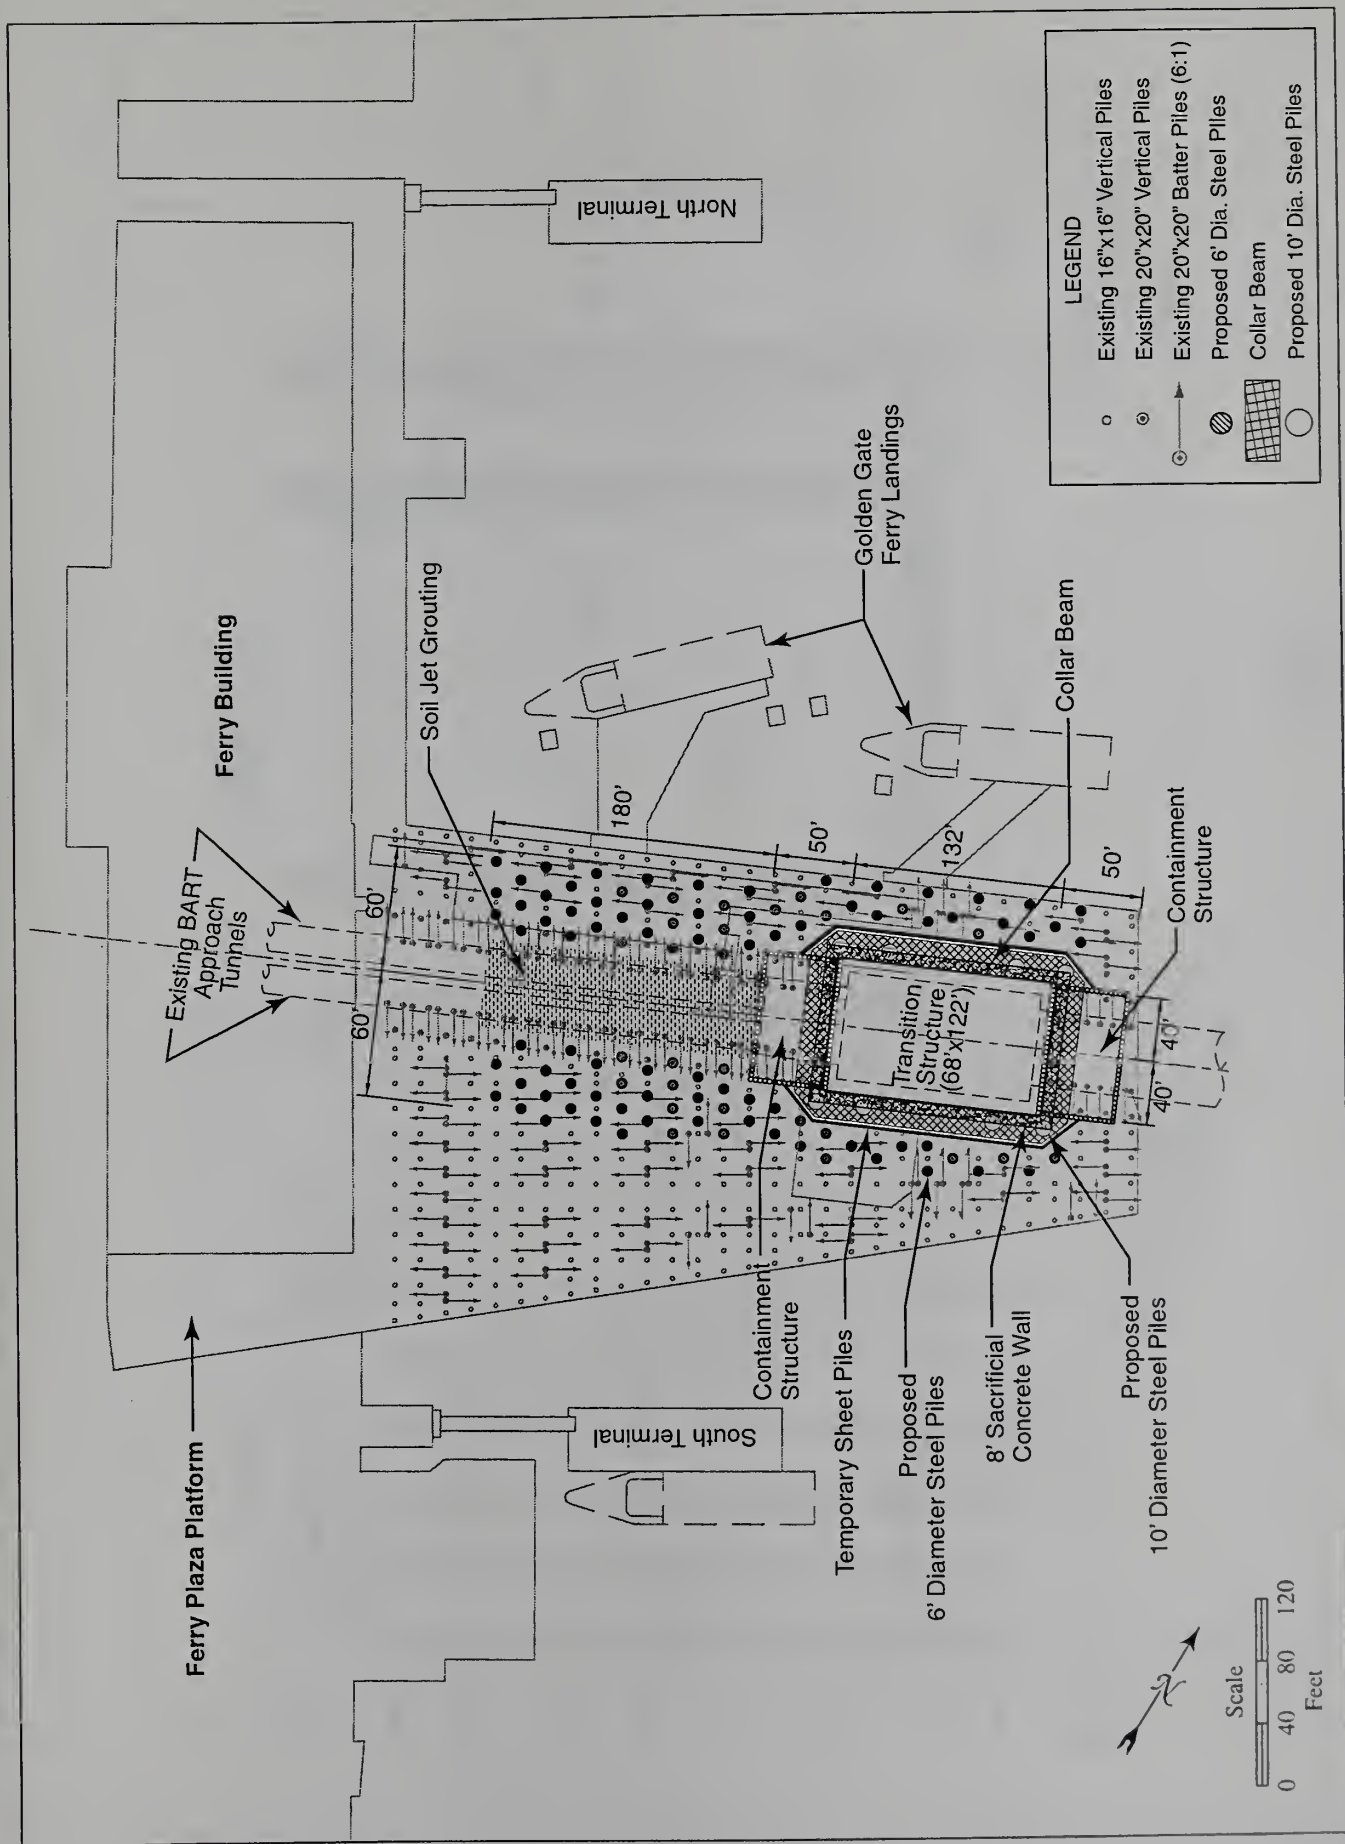 Ferry Plaza Platform
Ferry Building
Existing BART
Approach
Tunnels
60'
60'
Soil Jet Grouting
South Terminal
North Terminal
180'
50'
132'
50'
Golden Gate
Ferry Landings
Collar Beam
Containment
Structure
Transition
Structure
(68'x122')
40'
40'
Containment
Structure
Temporary Sheet Piles
Proposed
6' Diameter Steel Piles
8' Sacrificial
Concrete Wall
Proposed
10' Diameter Steel Piles
N
Scale
0 40 80 120
Feet
LEGEND
Existing 16"x16" Vertical Piles
Existing 20"x20" Vertical Piles
Existing 20"x20" Batter Piles (6:1)
Proposed 6' Dia. Steel Piles
Collar Beam
Proposed 10' Dia. Steel Piles